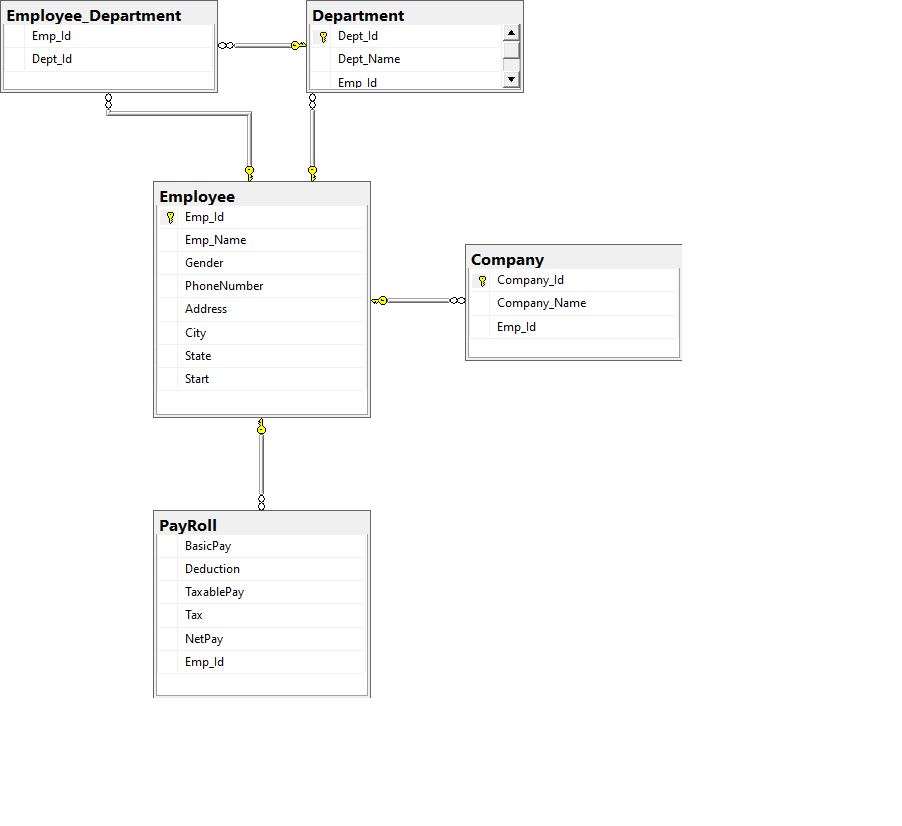 Employee_Department
Emp_Id
Dept_Id
Department
Dept_Id
Dept_Name
Emp_Id
Employee
Emp_Id
Emp_Name
Gender
PhoneNumber
Address
City
State
Start
Company
Company_Id
Company_Name
Emp_Id
PayRoll
BasicPay
Deduction
TaxablePay
Tax
NetPay
Emp_Id